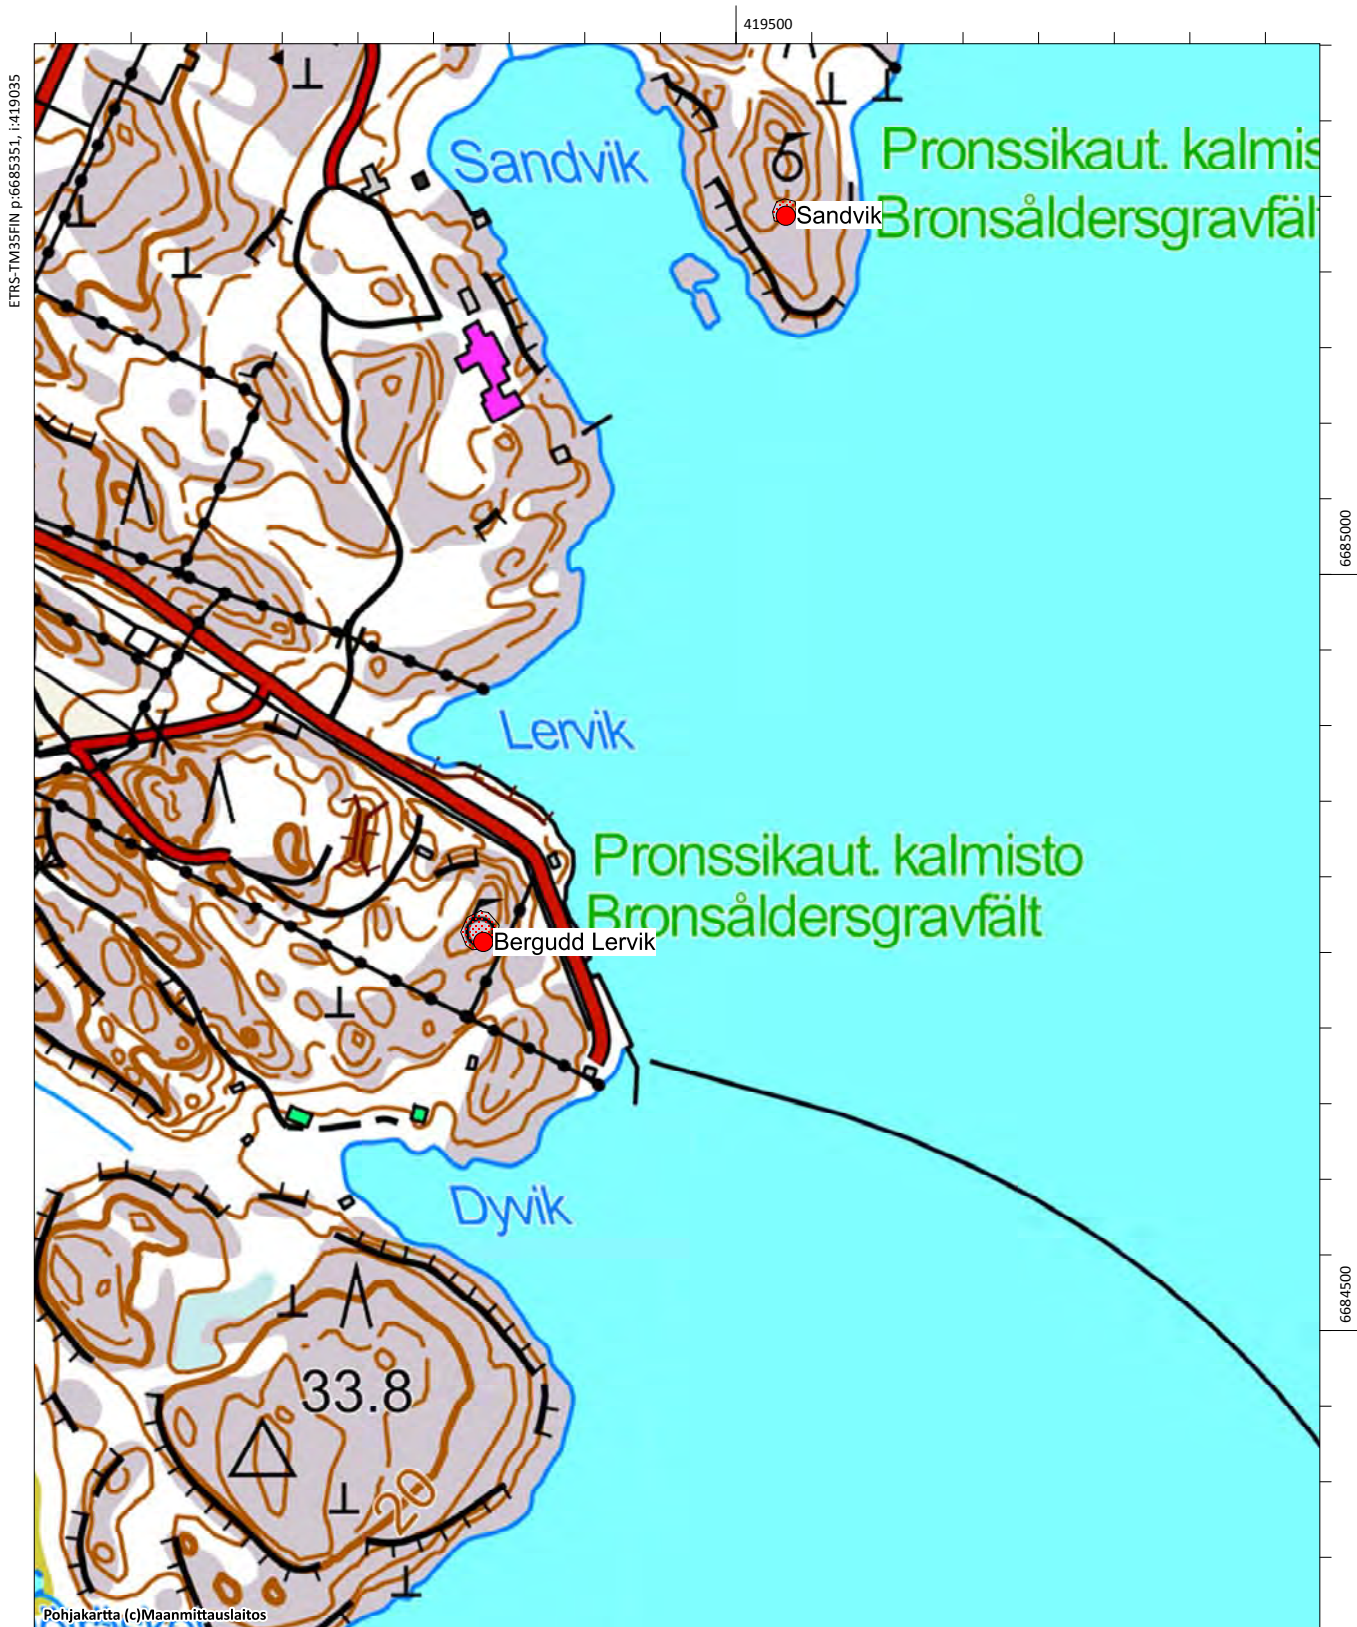 419500
ETRS-TM35FIN p:6685351, i:419035
Sandvik
Pronssikaut. kalmis
Sandvik
Bronsåldersgravfält
6685000
Lervik
Pronssikaut. kalmisto
Bronsåldersgravfält
Bergudd Lervik
Dyvik
6684500
33.8
20
Pohjakartta (c)Maanmittauslaitos